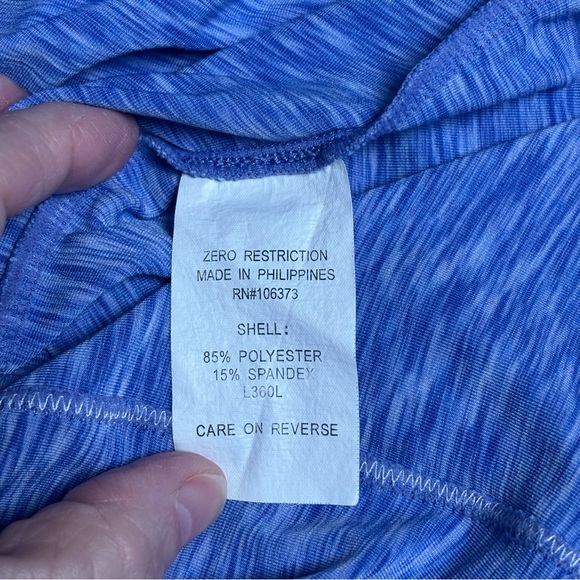 ZERO RESTRICTION
MADE IN PHILIPPINES
RN#106373
SHELL:
85% POLYESTER
15% SPANDEX
L360L
CARE ON REVERSE